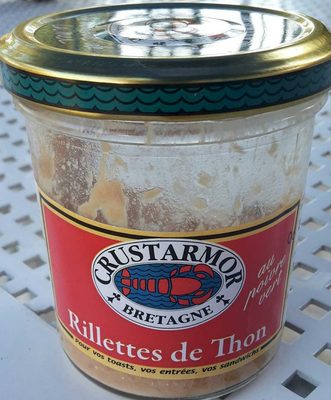 CRUSTARMOR
BRETAGNE
au
poivre
vert
Rillettes de Thon
Pour vos toasts, vos entrées, vos sandwichs